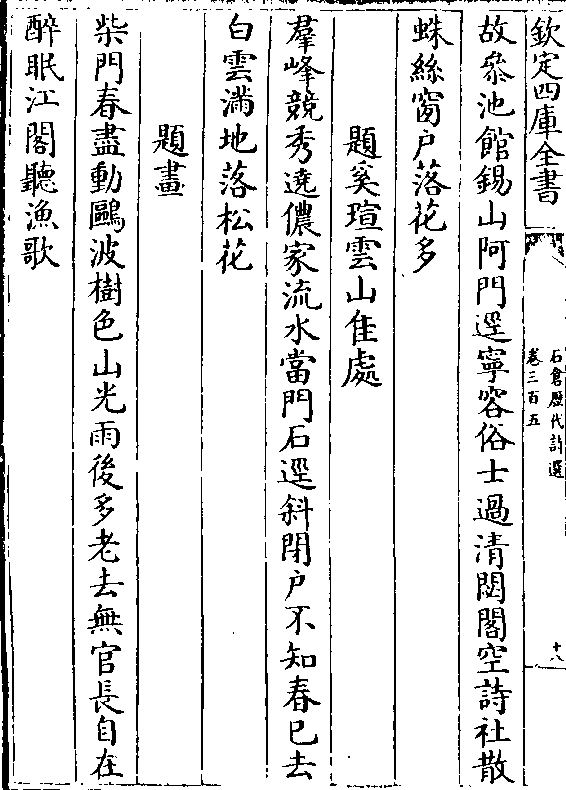 欽定四庫全書
石倉歷代詩選
卷三百五
十八
故叅池館錫山阿門逕寧容俗士過清閟閣空詩社散
蛛絲窗户落花多
題奚瑄雲山佳處
羣峰競秀遶儂家流水當門石逕斜閉户不知春已去
白雲滿地落松花
題畫
柴門春盡動鷗波樹色山光雨後多老去無官長自在
醉眠江閣聽漁歌